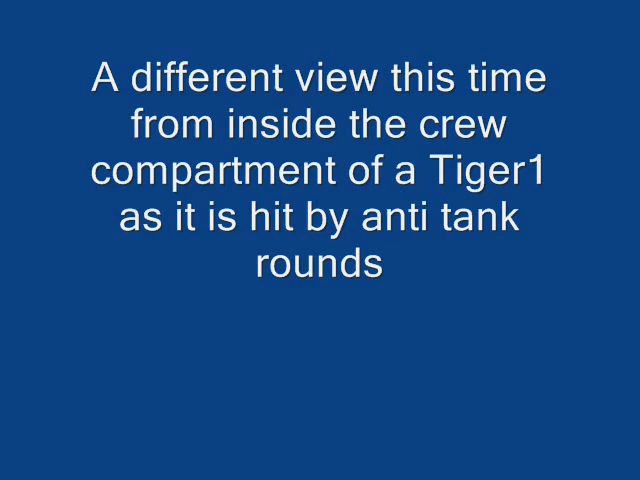 A different view this time
from inside the crew
compartment of a Tiger1
as it is hit by anti tank
rounds